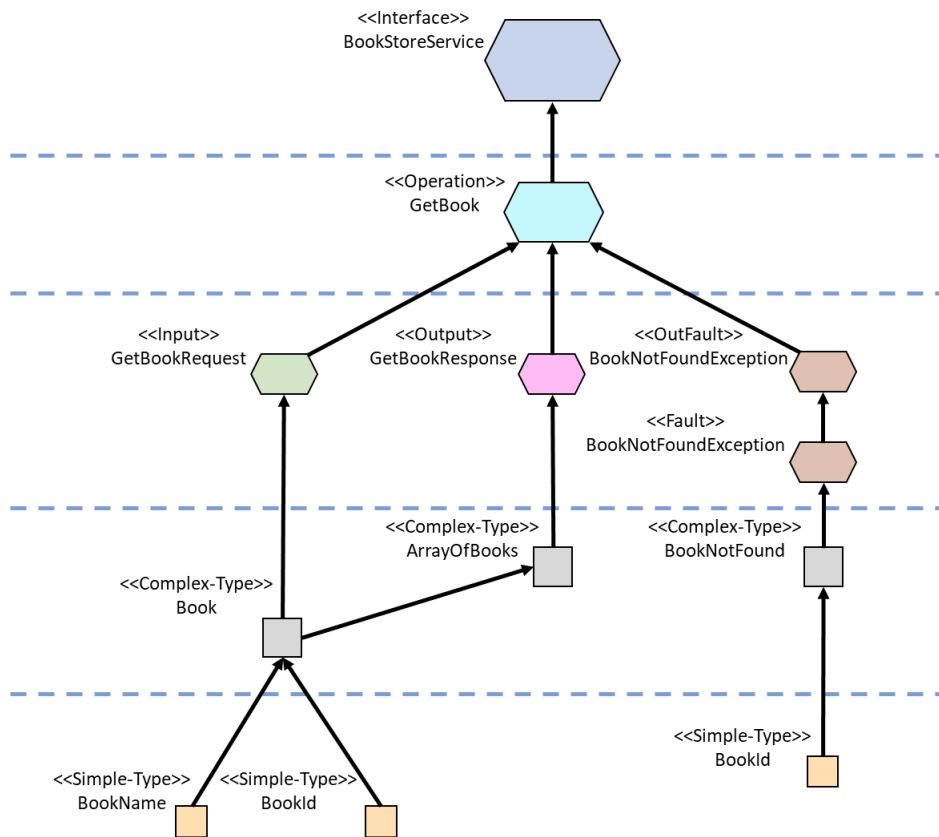 <<Interface>>
BookStoreService
<<Operation>>
GetBook
<<Input>>
GetBookRequest
<<Output>>
GetBookResponse
<<OutFault>>
BookNotFoundException
<<Fault>>
BookNotFoundException
<<Complex-Type>>
ArrayOfBooks
<<Complex-Type>>
BookNotFound
<<Complex-Type>>
Book
<<Simple-Type>>
BookId
<<Simple-Type>>
BookName
<<Simple-Type>>
BookId